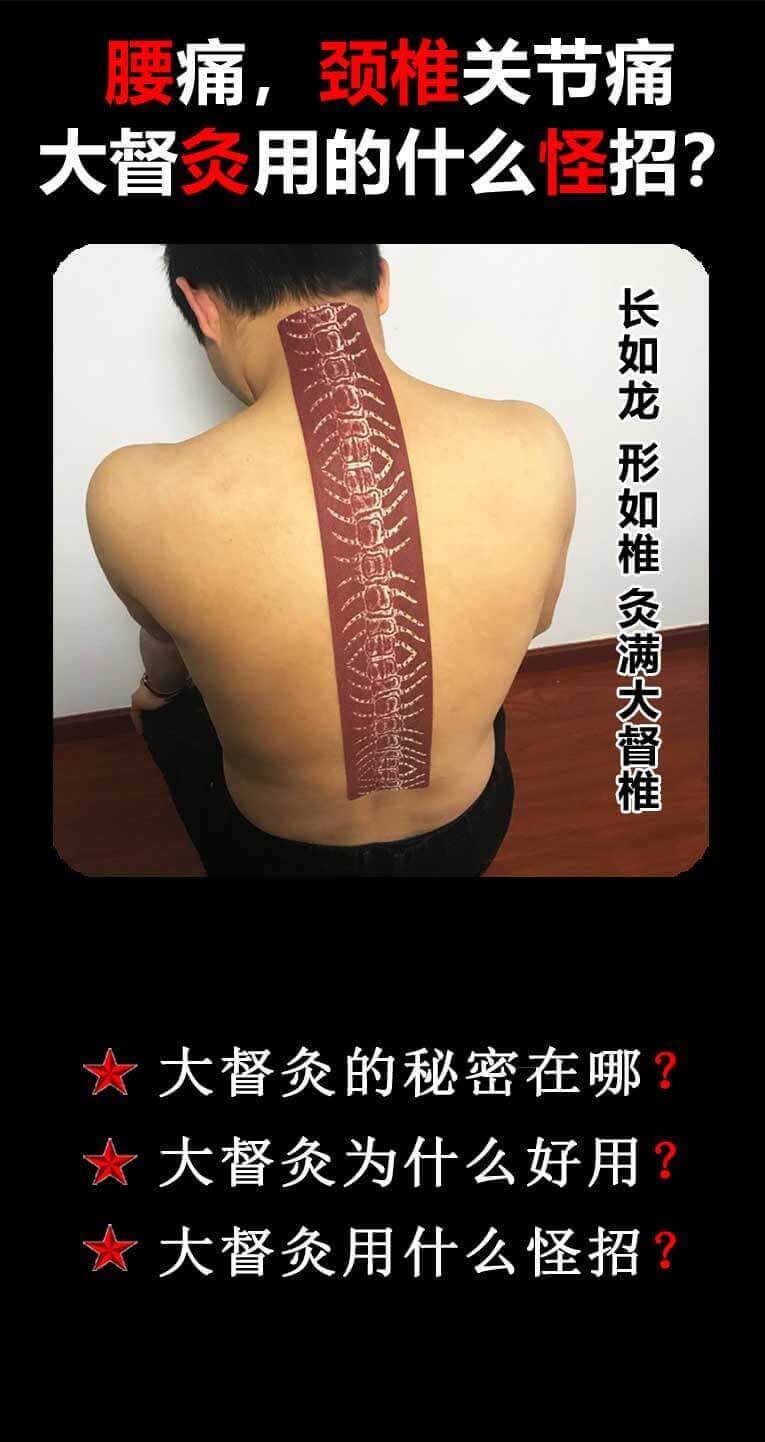 腰痛，颈椎关节痛
大督灸用的什么怪招？
长如龙 形如椎 灸满大督椎
大督灸的秘密在哪？
大督灸为什么好用？
大督灸用什么怪招？